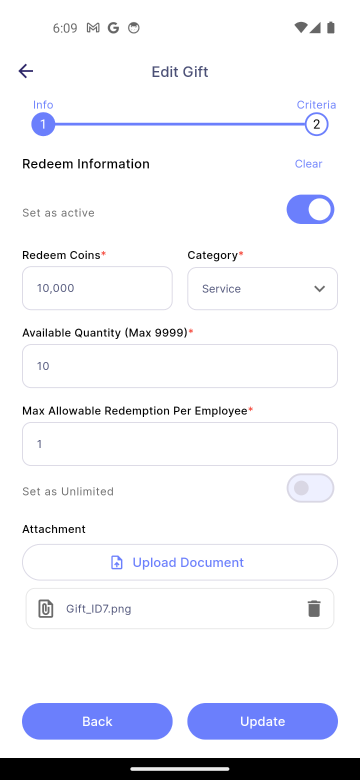 6:09
Edit Gift
Info
Criteria
1
2
Redeem Information
Clear
Set as active
Redeem Coins*
Category*
10,000
Service
Available Quantity (Max 9999)*
10
Max Allowable Redemption Per Employee*
1
Set as Unlimited
Attachment
Upload Document
Gift_ID7.png
Back
Update